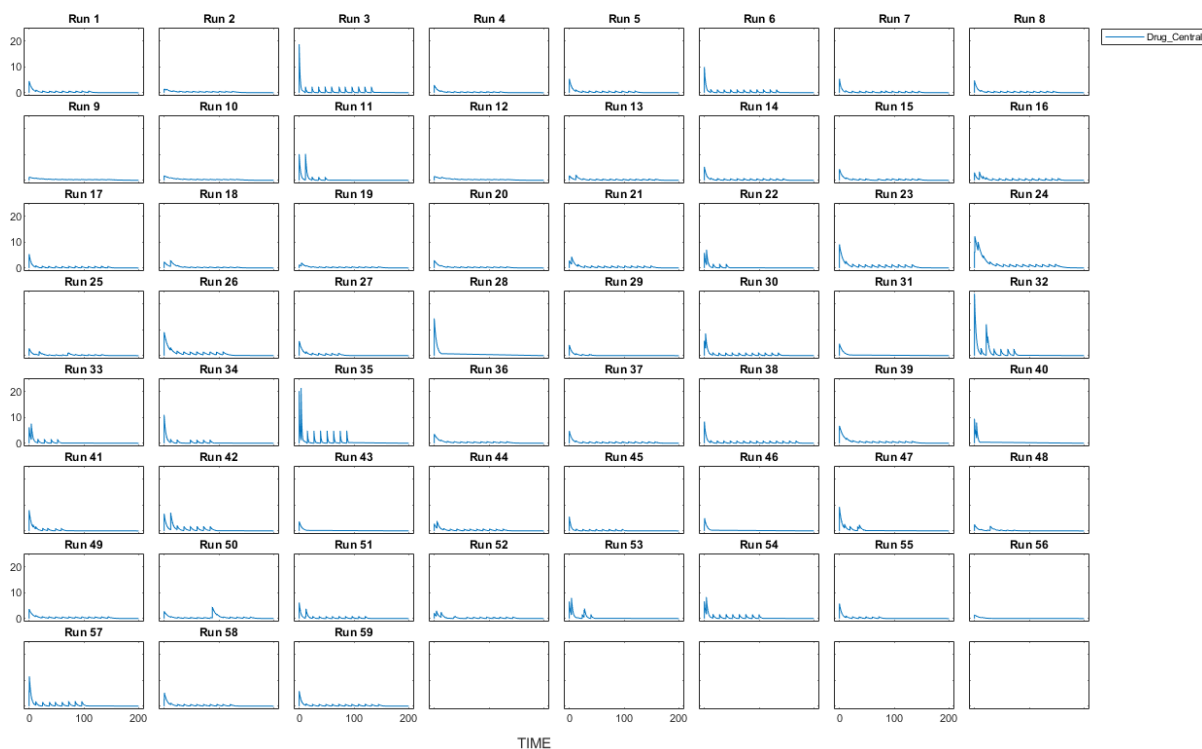 Run 1 Run 2 Run 3 Run 4 Run 5 Run 6 Run 7 Run 8
Drug_Central
20
10
0
Run 9 Run 10 Run 11 Run 12 Run 13 Run 14 Run 15 Run 16
Run 17 Run 18 Run 19 Run 20 Run 21 Run 22 Run 23 Run 24
20
10
0
Run 25 Run 26 Run 27 Run 28 Run 29 Run 30 Run 31 Run 32
Run 33 Run 34 Run 35 Run 36 Run 37 Run 38 Run 39 Run 40
20
10
0
Run 41 Run 42 Run 43 Run 44 Run 45 Run 46 Run 47 Run 48
Run 49 Run 50 Run 51 Run 52 Run 53 Run 54 Run 55 Run 56
20
10
0
Run 57 Run 58 Run 59
0 100 200 0 100 200 0 100 200 0 100 200
TIME